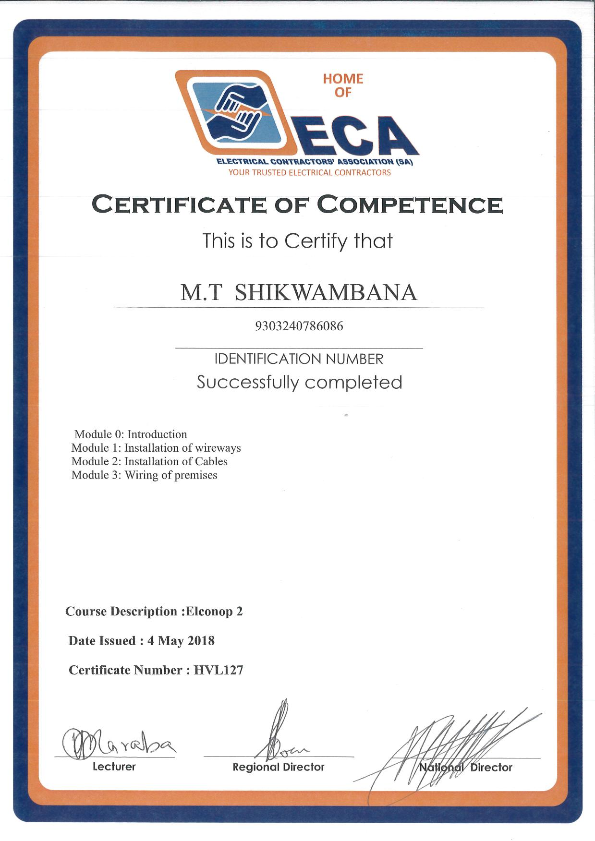 HOME
OF
ECA
ELECTRICAL CONTRACTORS' ASSOCIATION (SA)
YOUR TRUSTED ELECTRICAL CONTRACTORS
CERTIFICATE OF COMPETENCE
This is to Certify that
M.T SHIKWAMBANA
9303240786086
IDENTIFICATION NUMBER
Successfully completed
Module 0: Introduction
Module 1: Installation of wireways
Module 2: Installation of Cables
Module 3: Wiring of premises
Course Description :Elconop 2
Date Issued : 4 May 2018
Certificate Number : HVL127
Lecturer
Regional Director
National Director